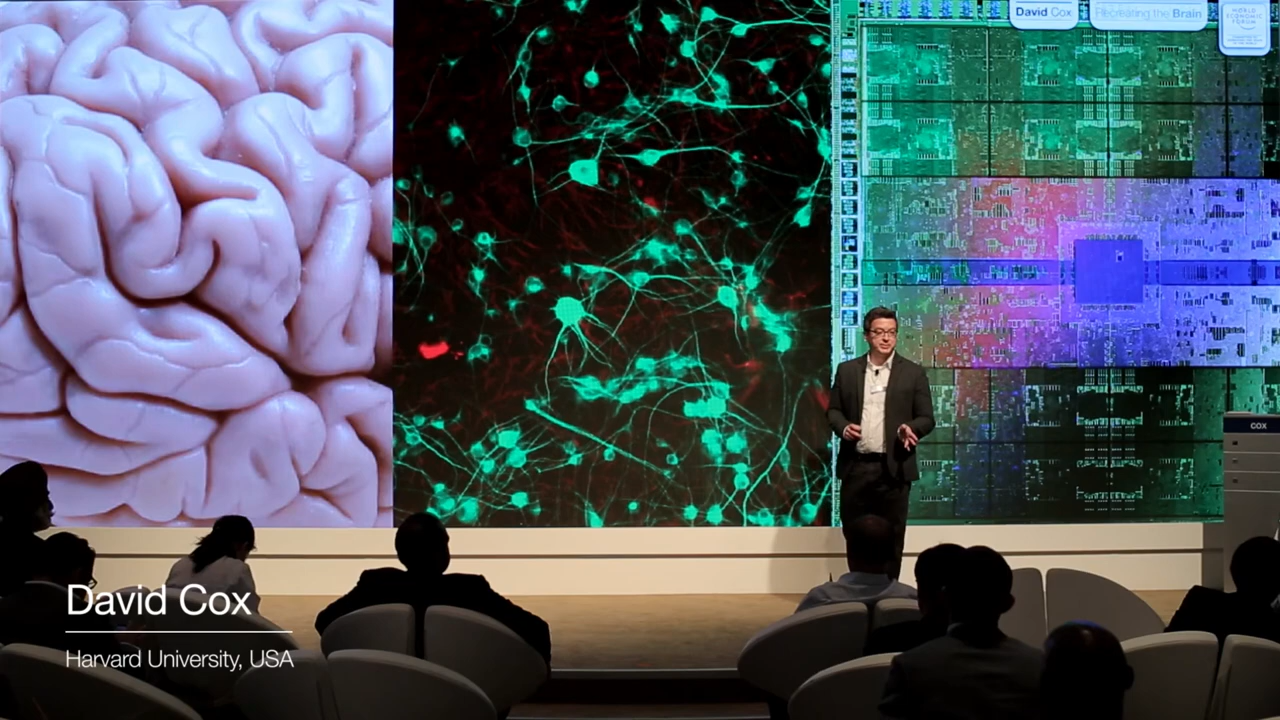 David Cox
Recreating the Brain
WORLD
ECONOMIC
FORUM
COX
David Cox
Harvard University, USA